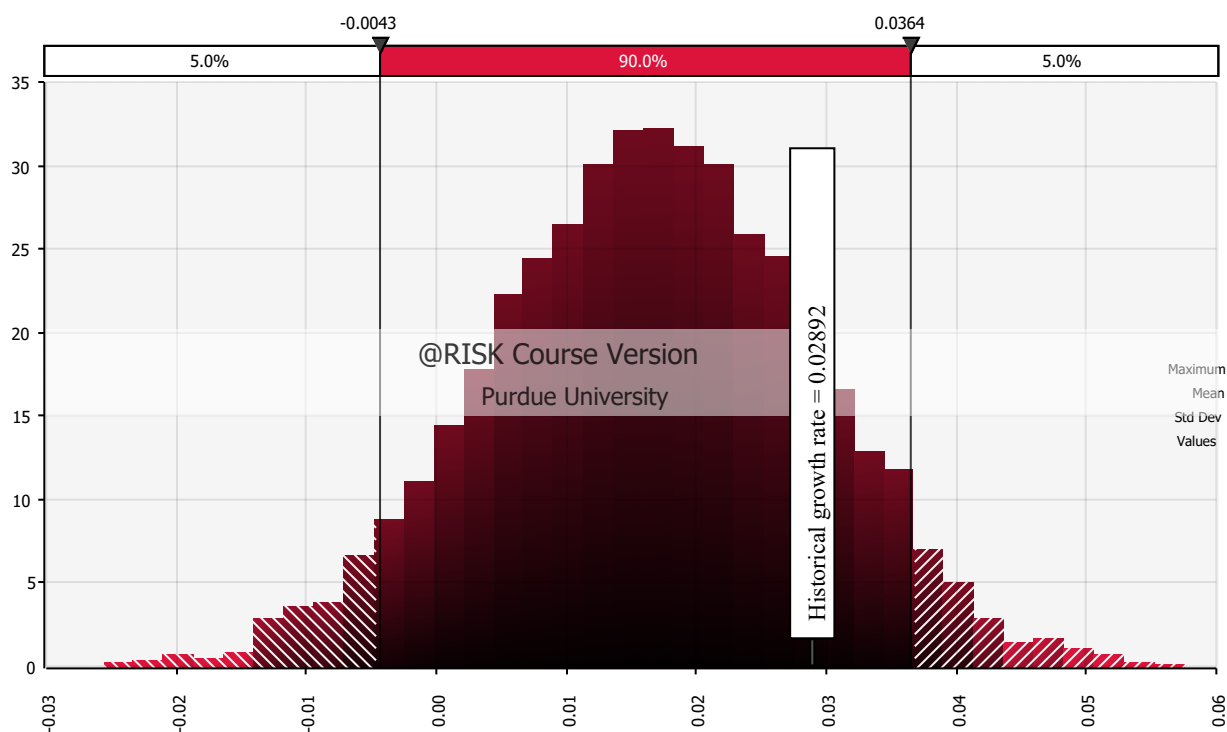 -0.0043 0.0364
5.0% 90.0% 5.0%
35
30
25
20
15
10
5
0
@RISK Course Version
Purdue University
Historical growth rate = 0.02892
Maximum
Mean
Std Dev
Values
-0.03 -0.02 -0.01 0.00 0.01 0.02 0.03 0.04 0.05 0.06